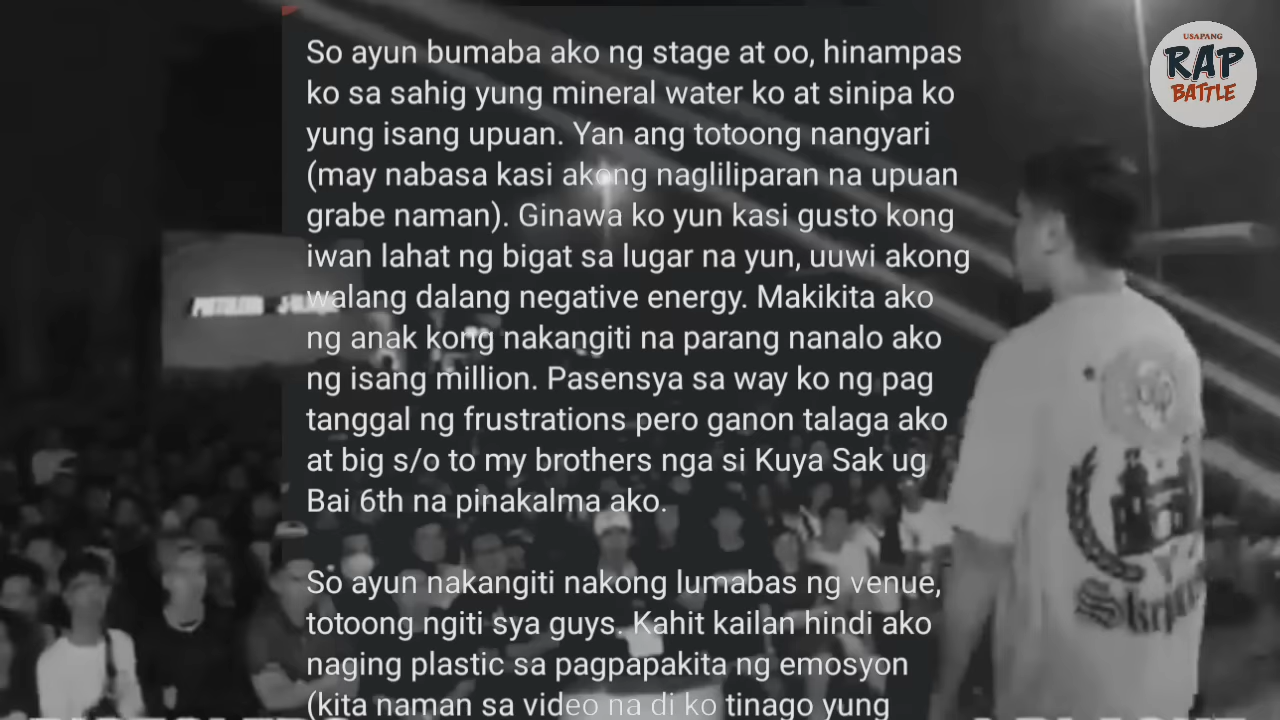 USAPANG
RAP
BATTLE
So ayun bumaba ako ng stage at oo, hinampas
ko sa sahig yung mineral water ko at sinipa ko
yung isang upuan. Yan ang totoong nangyari
(may nabasa kasi akong nagliliparan na upuan
grabe naman). Ginawa ko yun kasi gusto kong
iwan lahat ng bigat sa lugar na yun, uuwi akong
walang dalang negative energy. Makikita ako
ng anak kong nakangiti na parang nanalo ako
ng isang million. Pasensya sa way ko ng pag
tanggal ng frustrations pero ganon talaga ako
at big s/o to my brothers nga si Kuya Sak ug
Bai 6th na pinakalma ako.
So ayun nakangiti nakong lumabas ng venue,
totoong ngiti sya guys. Kahit kailan hindi ako
naging plastic sa pagpapakita ng emosyon
(kita naman sa video na di ko tinago yung